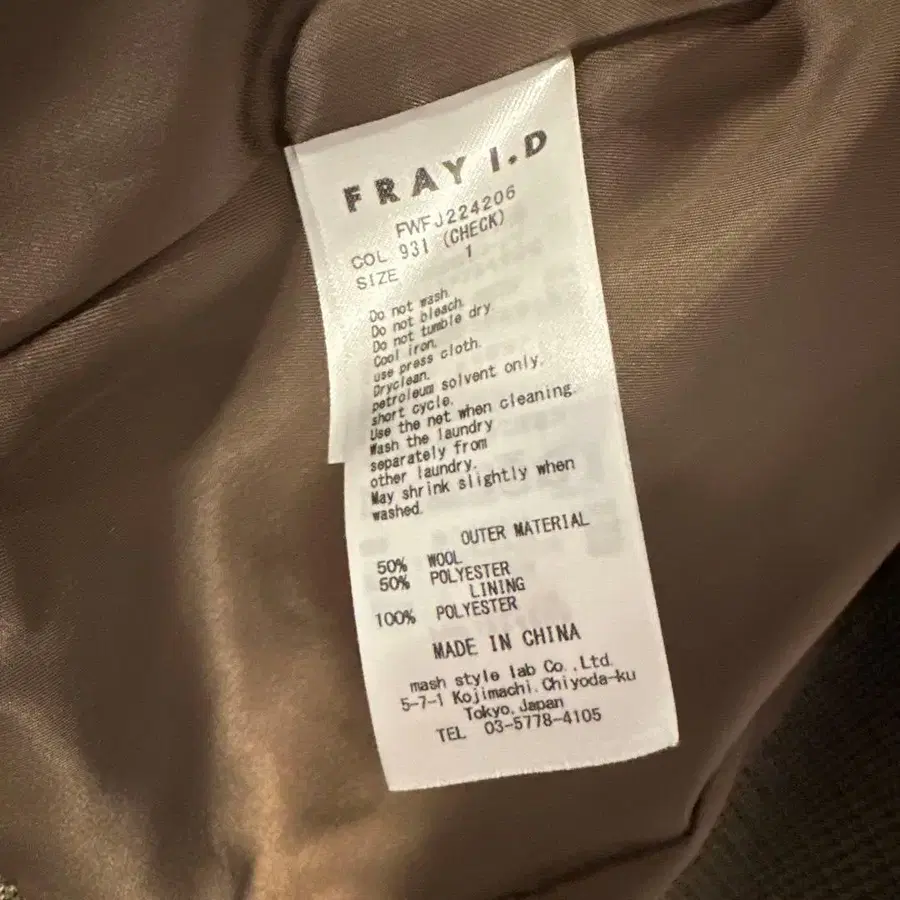 FRAY I.D
FWFJ224206
COL 931 (CHECK)
SIZE 1
Do not wash.
Do not bleach.
Do not tumble dry.
Cool iron.
use press cloth.
Dryclean.
petroleum solvent only.
short cycle.
Use the net when cleaning.
Wash the laundry
separately from
other laundry.
May shrink slightly when
washed.
OUTER MATERIAL
50% WOOL
50% POLYESTER
LINING
100% POLYESTER
MADE IN CHINA
mash style lab Co.,Ltd.
5-7-1 Kojimachi.Chiyoda-ku
Tokyo.Japan
TEL 03-5778-4105